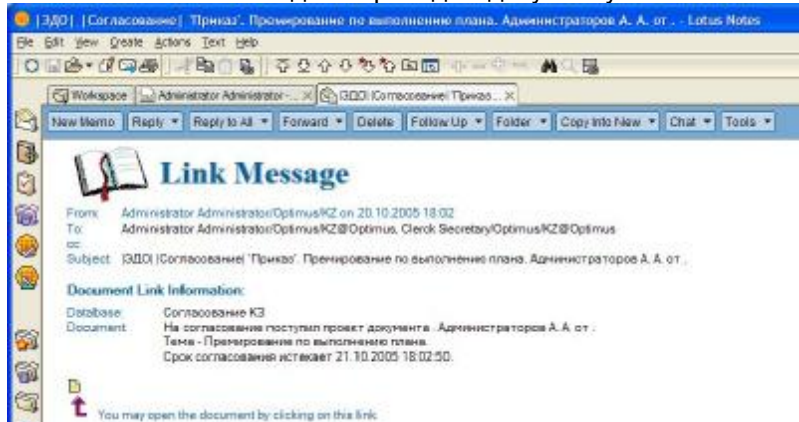 |ЭДО| |Согласование| 'Приказ'. Премирование по выполнению плана. Администраторов А. А. от . - Lotus Notes
File Edit View Create Actions Text Help
Workspace Administrator Administrator - ... |ЭДО| |Согласование| 'Приказ...
New Memo Reply Reply to All Forward Delete Follow Up Folder Copy Into New Chat Tools
Link Message
From: Administrator Administrator/Optimus/KZ on 20.10.2005 18:02
To: Administrator Administrator/Optimus/KZ@Optimus, Clerck Secretary/Optimus/KZ@Optimus
cc:
Subject: |ЭДО| |Согласование| 'Приказ'. Премирование по выполнению плана. Администраторов А. А. от .
Document Link Information:
Database: Согласование КЗ
Document: На согласование поступил проект документа . Администраторов А. А. от .
Тема - Премирование по выполнению плана.
Срок согласования истекает 21.10.2005 18:02:50.
You may open the document by clicking on this link